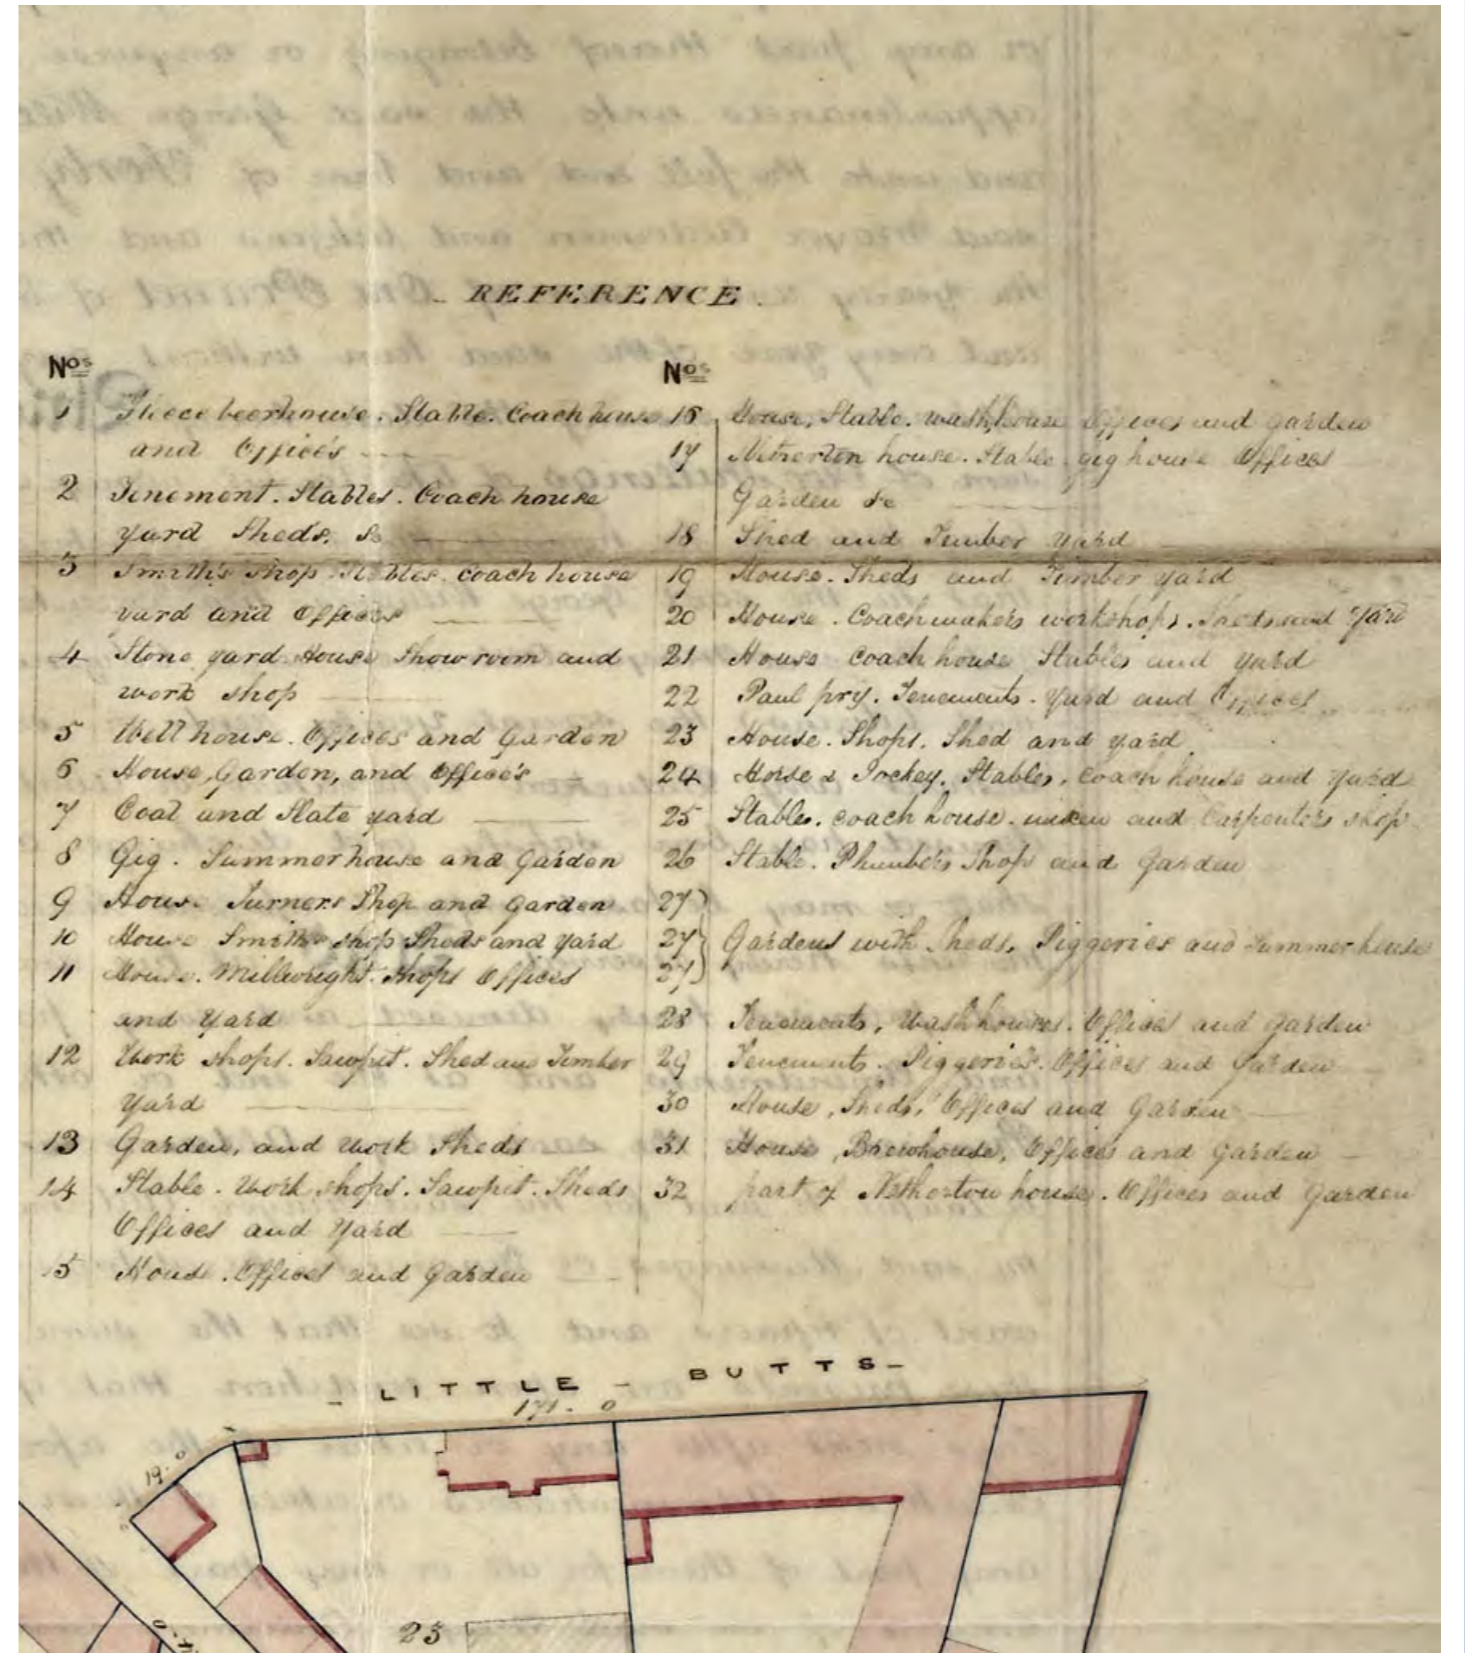 - REFERENCE.
Nos
1 Fleece beerhouse. Stable. Coach house
and Offices
2 Tenement. Stables. Coach house
yard Sheds. &c
3 Smith's shop. Stables. coach house
yard and Offices
4 Stone yard House Show room and
work shop
5 Well house. Offices and Garden
6 House, Garden, and Offices
7 Coal and Slate yard
8 Gig. Summerhouse and Garden
9 House Turners Shop and Garden
10 House Smiths shop Sheds and yard
11 House. Millwright. Shops Offices
and Yard
12 Work shops. Sawpit. Shed and Timber
Yard
13 Garden, and work Sheds
14 Stable. Work shops. Sawpit. Sheds
Offices and Yard
15 House. Offices and Garden
Nos
16 House, Stable. washhouse Offices and garden
17 Netherton house. Stable. gig house Offices
Garden &c
18 Shed and Timber Yard
19 House. Sheds and Timber yard
20 House. Coachmakers workshops. Sheds and Yard
21 House coach house Stables and yard
22 Paul pry. Tenements. Yard and Offices
23 House. Shops. Shed and yard.
24 Horse & Jockey. Stables. Coach house and Yard
25 Stables. coach house. mixen and Carpenters shop
26 Stable. Plumbers Shop and Garden
27
27 Gardens with Sheds, Piggeries and Summer house
27
28 Tenements, Washhouses. Offices and garden
29 Tenements. Piggeries. Offices and Garden
30 House, Sheds, Offices and Garden
31 House, Brewhouse, Offices and Garden
32 part of Netherton house. Offices and Garden
- LITTLE - BUTTS -
171. 0
19. 0
25